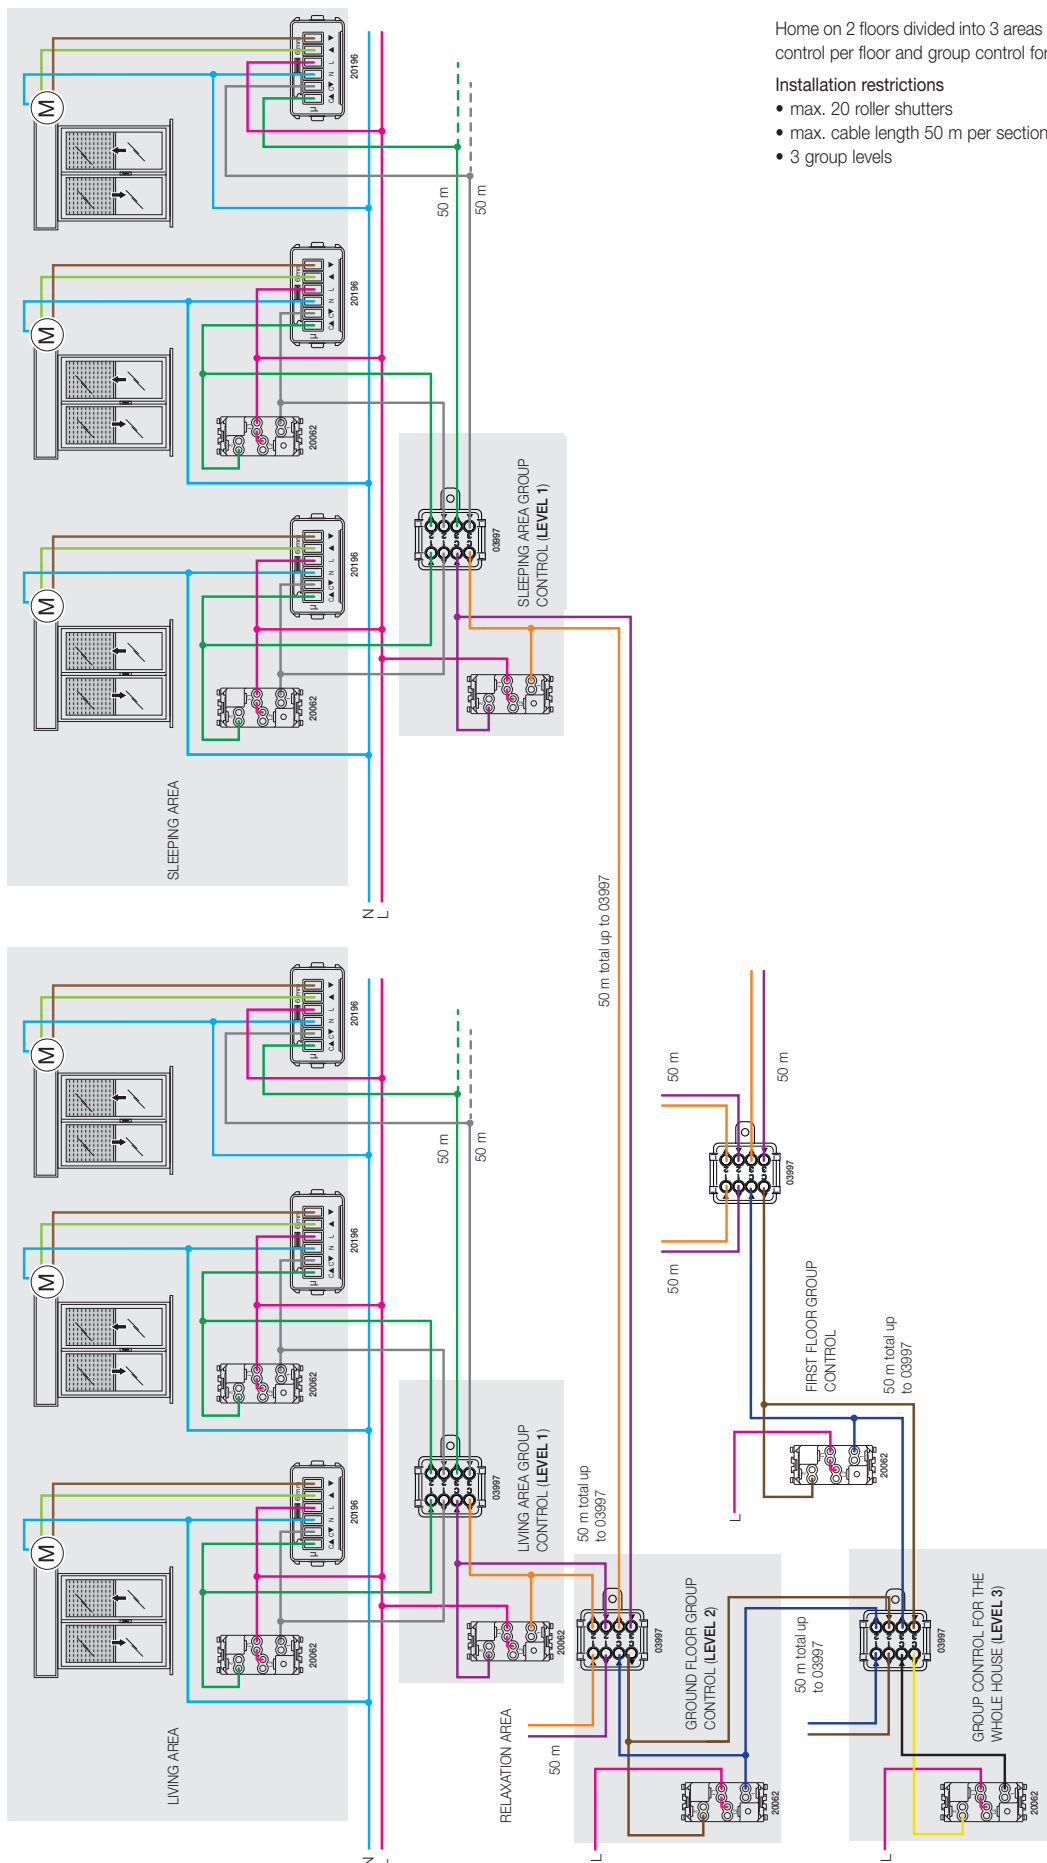 Home on 2 floors divided into 3 areas
control per floor and group control for
Installation restrictions
• max. 20 roller shutters
• max. cable length 50 m per section
• 3 group levels
M
20196
C▲ C▼ N L ▲ ▼
50 m
50 m
M
20196
C▲ C▼ N L ▲ ▼
20062
M
20196
C▲ C▼ N L ▲ ▼
20062
SLEEPING AREA
03997
SLEEPING AREA GROUP
CONTROL (LEVEL 1)
N
L
50 m total up to 03997
M
20196
C▲ C▼ N L ▲ ▼
50 m
50 m
M
20196
C▲ C▼ N L ▲ ▼
20062
M
20196
C▲ C▼ N L ▲ ▼
20062
LIVING AREA
03997
LIVING AREA GROUP
CONTROL (LEVEL 1)
20062
N
L
50 m
50 m
50 m
03997
FIRST FLOOR GROUP
CONTROL
50 m total up
to 03997
20062
L
50 m total up
to 03997
RELAXATION AREA
50 m
03997
GROUND FLOOR GROUP
CONTROL (LEVEL 2)
20062
L
50 m total up
to 03997
03997
GROUP CONTROL FOR THE
WHOLE HOUSE (LEVEL 3)
20062
L